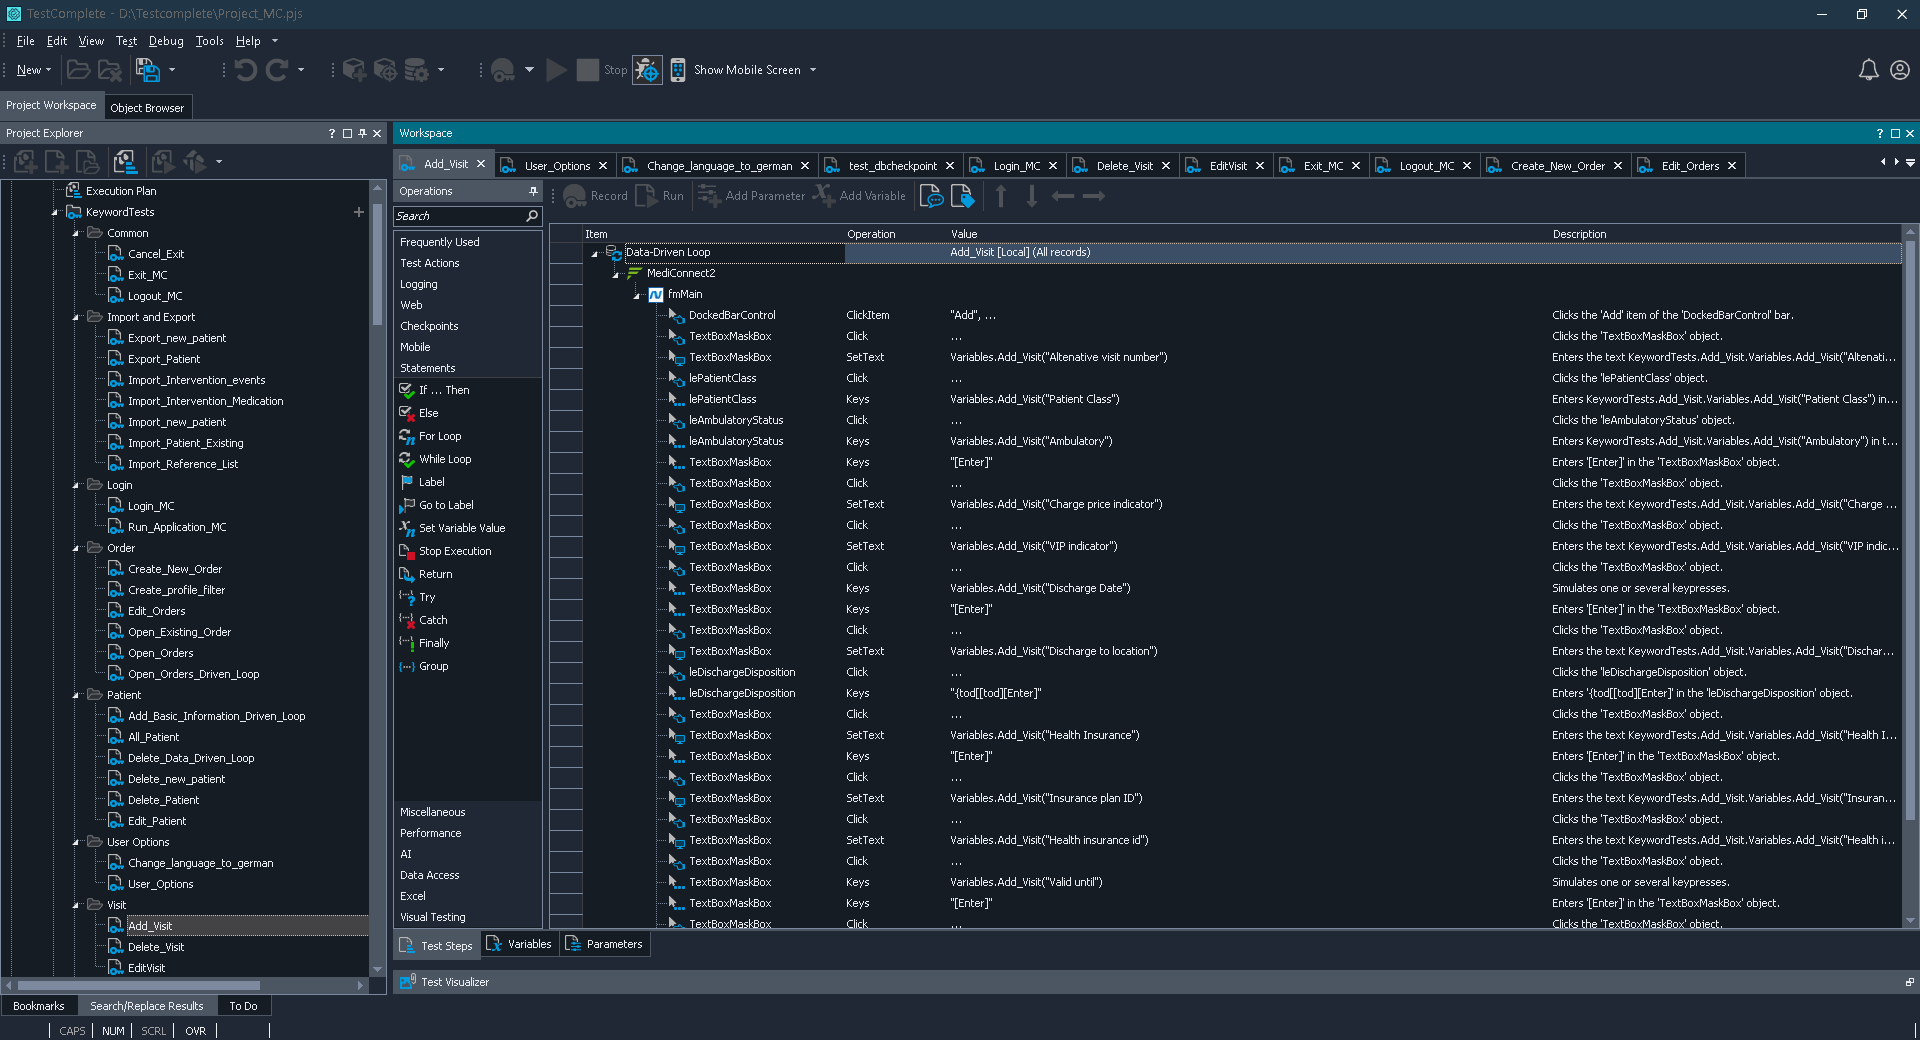 TestComplete - D:\Testcomplete\Project_MC.pjs
File Edit View Test Debug Tools Help
New Stop Show Mobile Screen
Project Workspace Object Browser
Project Explorer
Execution Plan
KeywordTests
Common
Cancel_Exit
Exit_MC
Logout_MC
Import and Export
Export_new_patient
Export_Patient
Import_Intervention_events
Import_Intervention_Medication
Import_new_patient
Import_Patient_Existing
Import_Reference_List
Login
Login_MC
Run_Application_MC
Order
Create_New_Order
Create_profile_filter
Edit_Orders
Open_Existing_Order
Open_Orders
Open_Orders_Driven_Loop
Patient
Add_Basic_Information_Driven_Loop
All_Patient
Delete_Data_Driven_Loop
Delete_new_patient
Delete_Patient
Edit_Patient
User Options
Change_language_to_german
User_Options
Visit
Add_Visit
Delete_Visit
EditVisit
Workspace
Add_Visit User_Options Change_language_to_german test_dbcheckpoint Login_MC Delete_Visit EditVisit Exit_MC Logout_MC Create_New_Order Edit_Orders
Operations
Search
Frequently Used
Test Actions
Logging
Web
Checkpoints
Mobile
Statements
If ... Then
Else
For Loop
While Loop
Label
Go to Label
Set Variable Value
Stop Execution
Return
Try
Catch
Finally
Group
Miscellaneous
Performance
AI
Data Access
Excel
Visual Testing
Record Run Add Parameter Add Variable
Item Operation Value Description
Data-Driven Loop Add_Visit [Local] (All records)
MediConnect2
fmMain
DockedBarControl ClickItem "Add", ... Clicks the 'Add' item of the 'DockedBarControl' bar.
TextBoxMaskBox Click ... Clicks the 'TextBoxMaskBox' object.
TextBoxMaskBox SetText Variables.Add_Visit("Altenative visit number") Enters the text KeywordTests.Add_Visit.Variables.Add_Visit("Altenati...
lePatientClass Click ... Clicks the 'lePatientClass' object.
lePatientClass Keys Variables.Add_Visit("Patient Class") Enters KeywordTests.Add_Visit.Variables.Add_Visit("Patient Class") in...
leAmbulatoryStatus Click ... Clicks the 'leAmbulatoryStatus' object.
leAmbulatoryStatus Keys Variables.Add_Visit("Ambulatory") Enters KeywordTests.Add_Visit.Variables.Add_Visit("Ambulatory") in t...
TextBoxMaskBox Keys "[Enter]" Enters '[Enter]' in the 'TextBoxMaskBox' object.
TextBoxMaskBox Click ... Clicks the 'TextBoxMaskBox' object.
TextBoxMaskBox SetText Variables.Add_Visit("Charge price indicator") Enters the text KeywordTests.Add_Visit.Variables.Add_Visit("Charge ...
TextBoxMaskBox Click ... Clicks the 'TextBoxMaskBox' object.
TextBoxMaskBox SetText Variables.Add_Visit("VIP indicator") Enters the text KeywordTests.Add_Visit.Variables.Add_Visit("VIP indic...
TextBoxMaskBox Click ... Clicks the 'TextBoxMaskBox' object.
TextBoxMaskBox Keys Variables.Add_Visit("Discharge Date") Simulates one or several keypresses.
TextBoxMaskBox Keys "[Enter]" Enters '[Enter]' in the 'TextBoxMaskBox' object.
TextBoxMaskBox Click ... Clicks the 'TextBoxMaskBox' object.
TextBoxMaskBox SetText Variables.Add_Visit("Discharge to location") Enters the text KeywordTests.Add_Visit.Variables.Add_Visit("Dischar...
leDischargeDisposition Click ... Clicks the 'leDischargeDisposition' object.
leDischargeDisposition Keys "{tod[[tod][Enter]" Enters '{tod[[tod][Enter]' in the 'leDischargeDisposition' object.
TextBoxMaskBox Click ... Clicks the 'TextBoxMaskBox' object.
TextBoxMaskBox SetText Variables.Add_Visit("Health Insurance") Enters the text KeywordTests.Add_Visit.Variables.Add_Visit("Health I...
TextBoxMaskBox Keys "[Enter]" Enters '[Enter]' in the 'TextBoxMaskBox' object.
TextBoxMaskBox Click ... Clicks the 'TextBoxMaskBox' object.
TextBoxMaskBox SetText Variables.Add_Visit("Insurance plan ID") Enters the text KeywordTests.Add_Visit.Variables.Add_Visit("Insuran...
TextBoxMaskBox Click ... Clicks the 'TextBoxMaskBox' object.
TextBoxMaskBox SetText Variables.Add_Visit("Health insurance id") Enters the text KeywordTests.Add_Visit.Variables.Add_Visit("Health i...
TextBoxMaskBox Click ... Clicks the 'TextBoxMaskBox' object.
TextBoxMaskBox Keys Variables.Add_Visit("Valid until") Simulates one or several keypresses.
TextBoxMaskBox Keys "[Enter]" Enters '[Enter]' in the 'TextBoxMaskBox' object.
TextBoxMaskBox Click ... Clicks the 'TextBoxMaskBox' object.
Test Steps Variables Parameters
Test Visualizer
Bookmarks Search/Replace Results To Do
CAPS NUM SCRL OVR